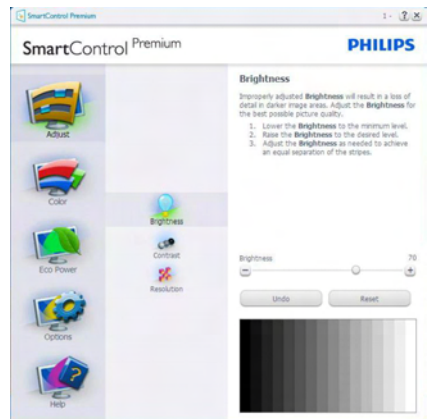 SmartControl Premium
SmartControl Premium
PHILIPS
Adjust
Color
Eco Power
Options
Help
Brightness
Contrast
Resolution
Brightness
Improperly adjusted Brightness will result in a loss of
detail in darker image areas. Adjust the Brightness for
the best possible picture quality.
1. Lower the Brightness to the minimum level.
2. Raise the Brightness to the desired level.
3. Adjust the Brightness as needed to achieve
an equal separation of the stripes.
Brightness 70
Undo Reset